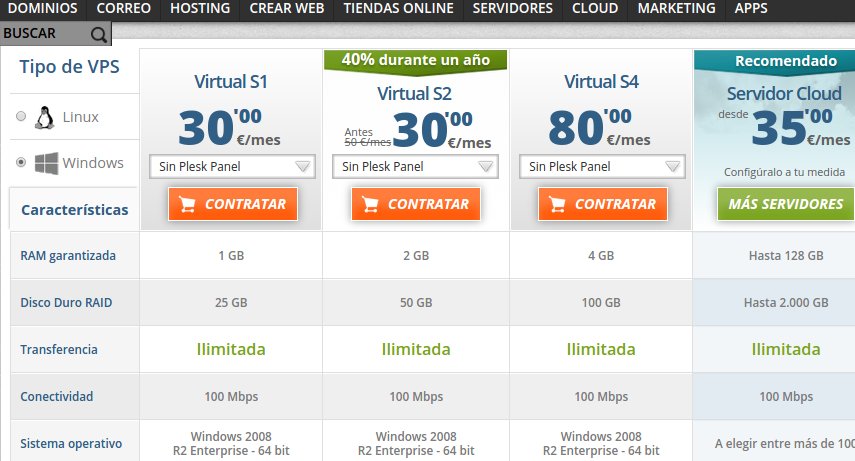 DOMINIOS CORREO HOSTING CREAR WEB TIENDAS ONLINE SERVIDORES CLOUD MARKETING APPS
BUSCAR
Tipo de VPS
Linux
Windows
Virtual S1
30'00
€/mes
Sin Plesk Panel
CONTRATAR
40% durante un año
Virtual S2
Antes
50 €/mes
30'00
€/mes
Sin Plesk Panel
CONTRATAR
Virtual S4
80'00
€/mes
Sin Plesk Panel
CONTRATAR
Recomendado
Servidor Cloud
desde
35'00
€/mes
Configúralo a tu medida
MÁS SERVIDORES
Características
RAM garantizada 1 GB 2 GB 4 GB Hasta 128 GB
Disco Duro RAID 25 GB 50 GB 100 GB Hasta 2.000 GB
Transferencia Ilimitada Ilimitada Ilimitada Ilimitada
Conectividad 100 Mbps 100 Mbps 100 Mbps 100 Mbps
Sistema operativo
Windows 2008
R2 Enterprise - 64 bit
Windows 2008
R2 Enterprise - 64 bit
Windows 2008
R2 Enterprise - 64 bit
A elegir entre más de 100